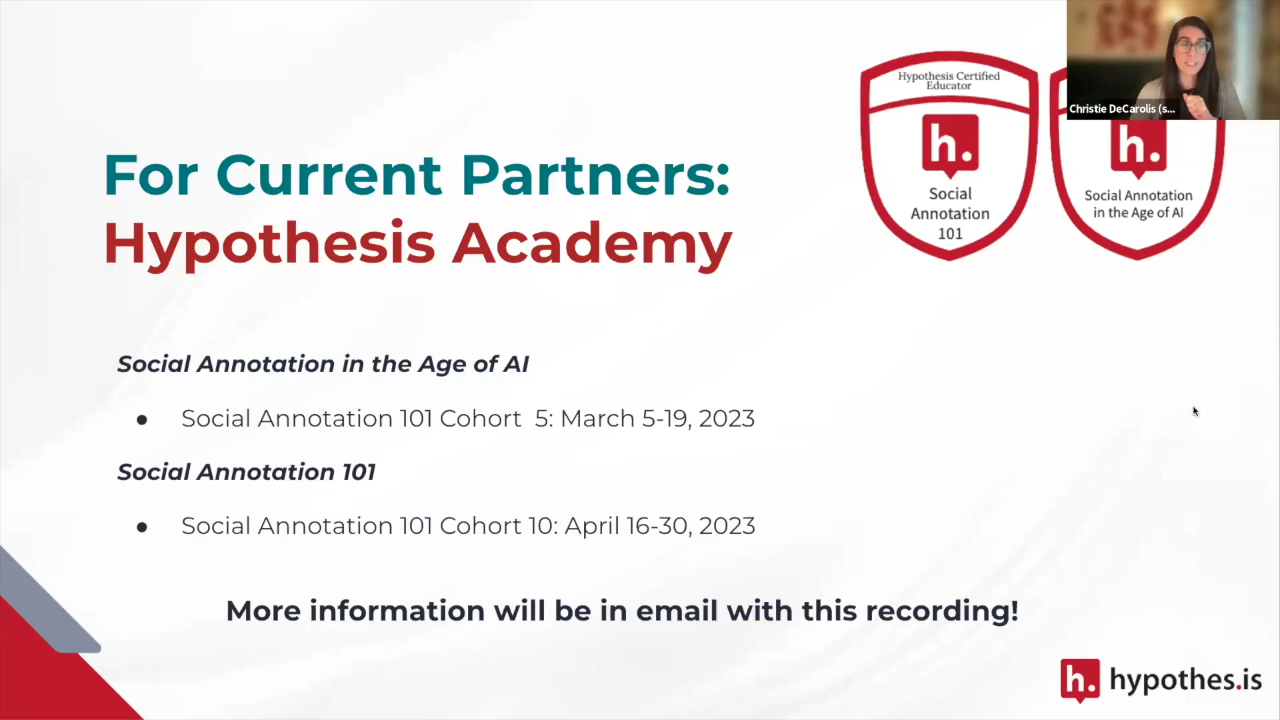 Hypothesis Certified
Educator
Christie DeCarolis (s...
For Current Partners:
Hypothesis Academy
h.
Social
Annotation
101
h.
Social Annotation
in the Age of AI
Social Annotation in the Age of AI
● Social Annotation 101 Cohort 5: March 5-19, 2023
Social Annotation 101
● Social Annotation 101 Cohort 10: April 16-30, 2023
More information will be in email with this recording!
h. hypothes.is